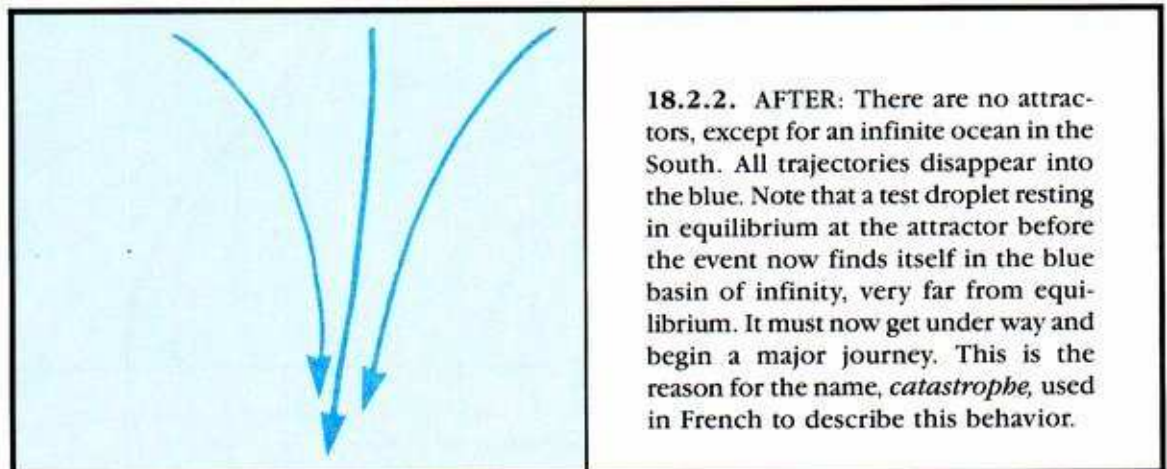 18.2.2. AFTER: There are no attrac-
tors, except for an infinite ocean in the
South. All trajectories disappear into
the blue. Note that a test droplet resting
in equilibrium at the attractor before
the event now finds itself in the blue
basin of infinity, very far from equi-
librium. It must now get under way and
begin a major journey. This is the
reason for the name, catastrophe, used
in French to describe this behavior.